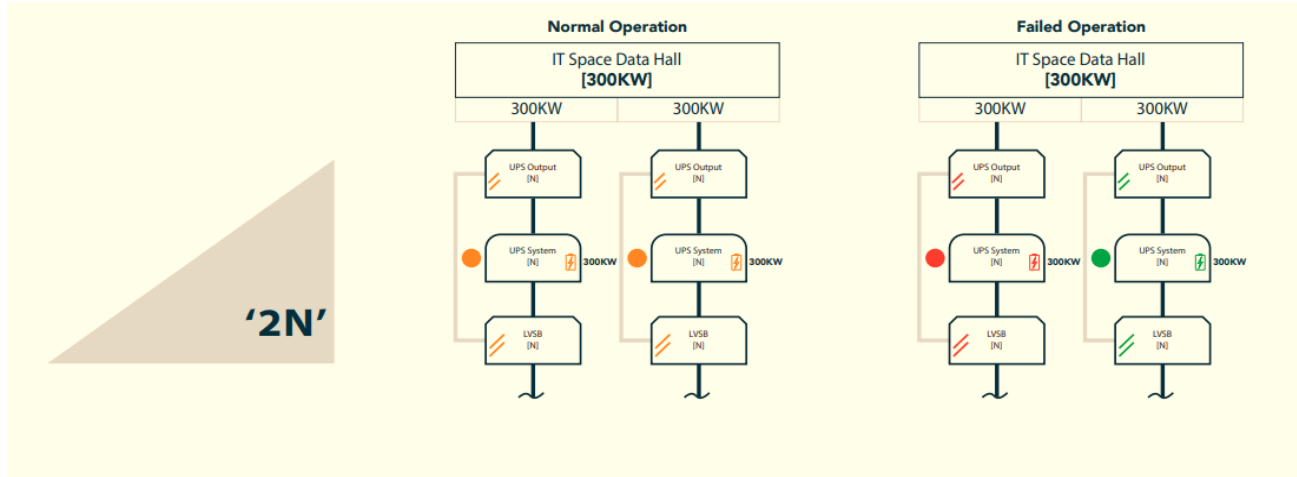 Normal Operation
IT Space Data Hall
[300KW]
300KW
300KW
UPS Output
[N]
UPS Output
[N]
UPS System
[N]
300KW
UPS System
[N]
300KW
LVSB
[N]
LVSB
[N]
Failed Operation
IT Space Data Hall
[300KW]
300KW
300KW
UPS Output
[N]
UPS Output
[N]
UPS System
[N]
300KW
UPS System
[N]
300KW
LVSB
[N]
LVSB
[N]
‘2N’